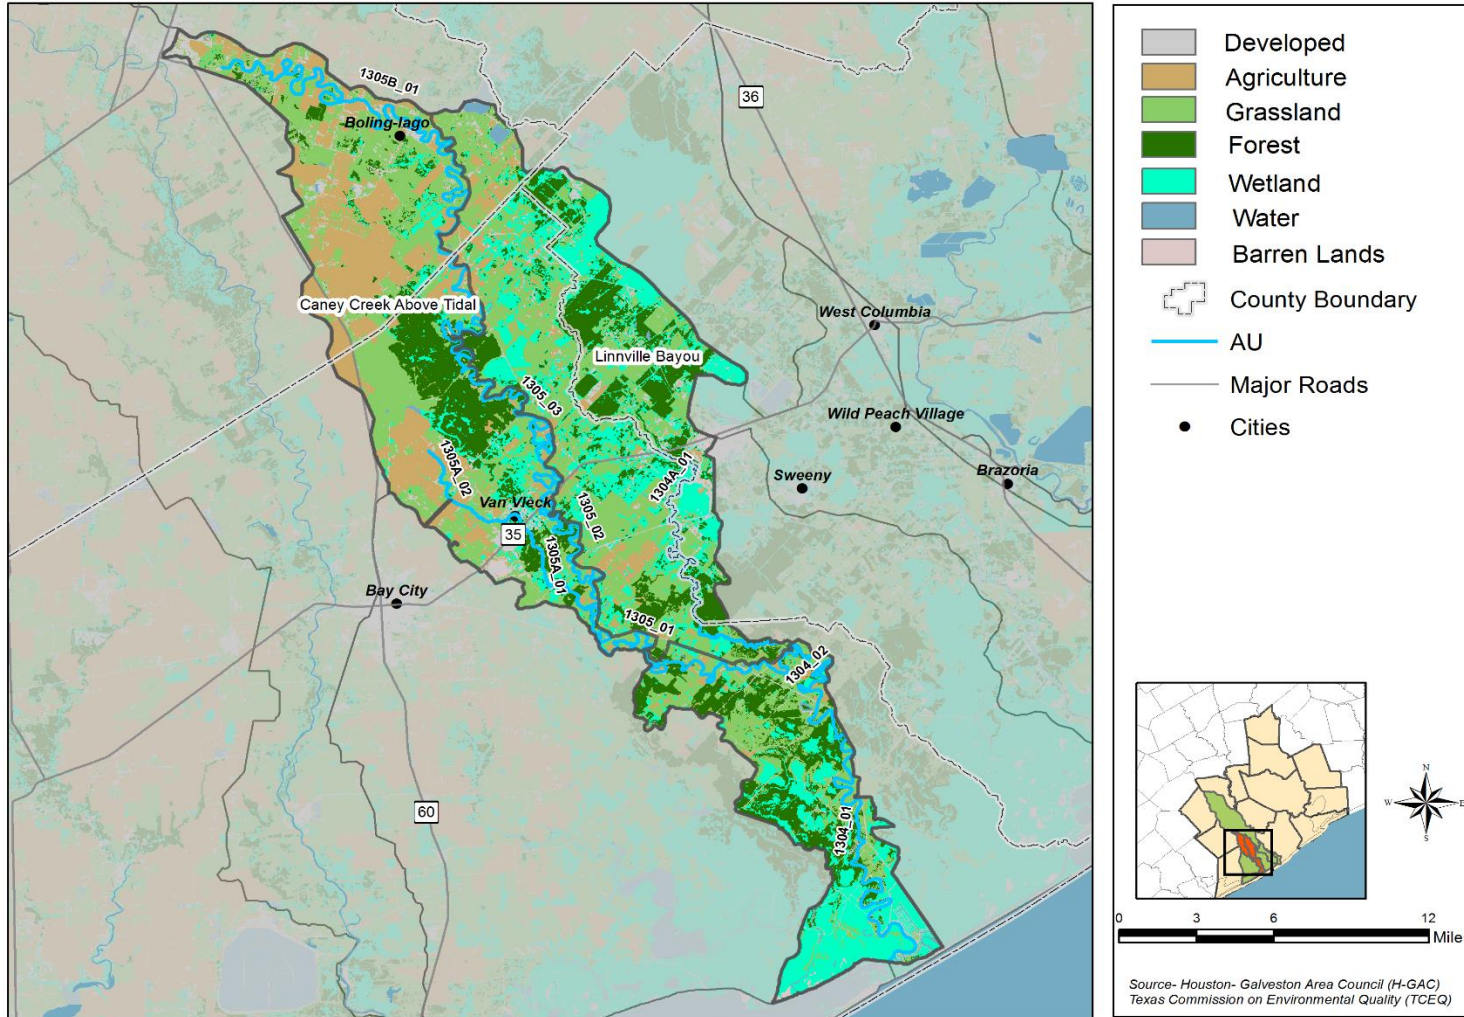 1305B_01
Boling-Iago
36
Caney Creek Above Tidal
West Columbia
Linnville Bayou
1305_03
Wild Peach Village
1305A_02
1304A_01
Sweeny
Brazoria
Van Vleck
35
1305_02
1305A_01
Bay City
1305_01
1304_02
60
1304_01
Developed
Agriculture
Grassland
Forest
Wetland
Water
Barren Lands
County Boundary
AU
Major Roads
Cities
N
W
E
S
0 3 6 12
Mile
Source- Houston- Galveston Area Council (H-GAC)
Texas Commission on Environmental Quality (TCEQ)